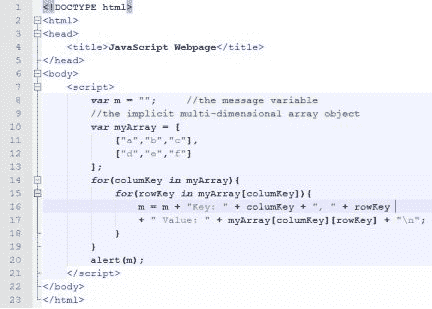 1 <!DOCTYPE html>
2 <html>
3 <head>
4 <title>JavaScript Webpage</title>
5 </head>
6 <body>
7 <script>
8 var m = ""; //the message variable
9 //the implicit multi-dimensional array object
10 var myArray = [
11 ["a","b","c"],
12 ["d","e","f"]
13 ];
14 for(columKey in myArray){
15 for(rowKey in myArray[columKey]){
16 m = m + "Key: " + columKey + ", " + rowKey
17 + " Value: " + myArray[columKey][rowKey] + "\n";
18 }
19 }
20 alert(m);
21 </script>
22 </body>
23 </html>